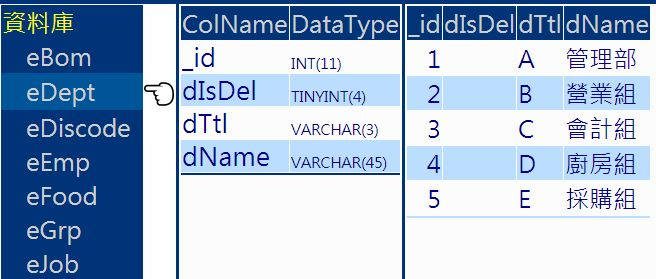 資料庫
eBom
eDept
eDiscode
eEmp
eFood
eGrp
eJob
ColName DataType
_id INT(11)
dIsDel TINYINT(4)
dTtl VARCHAR(3)
dName VARCHAR(45)
_id dIsDel dTtl dName
1 A 管理部
2 B 營業組
3 C 會計組
4 D 廚房組
5 E 採購組